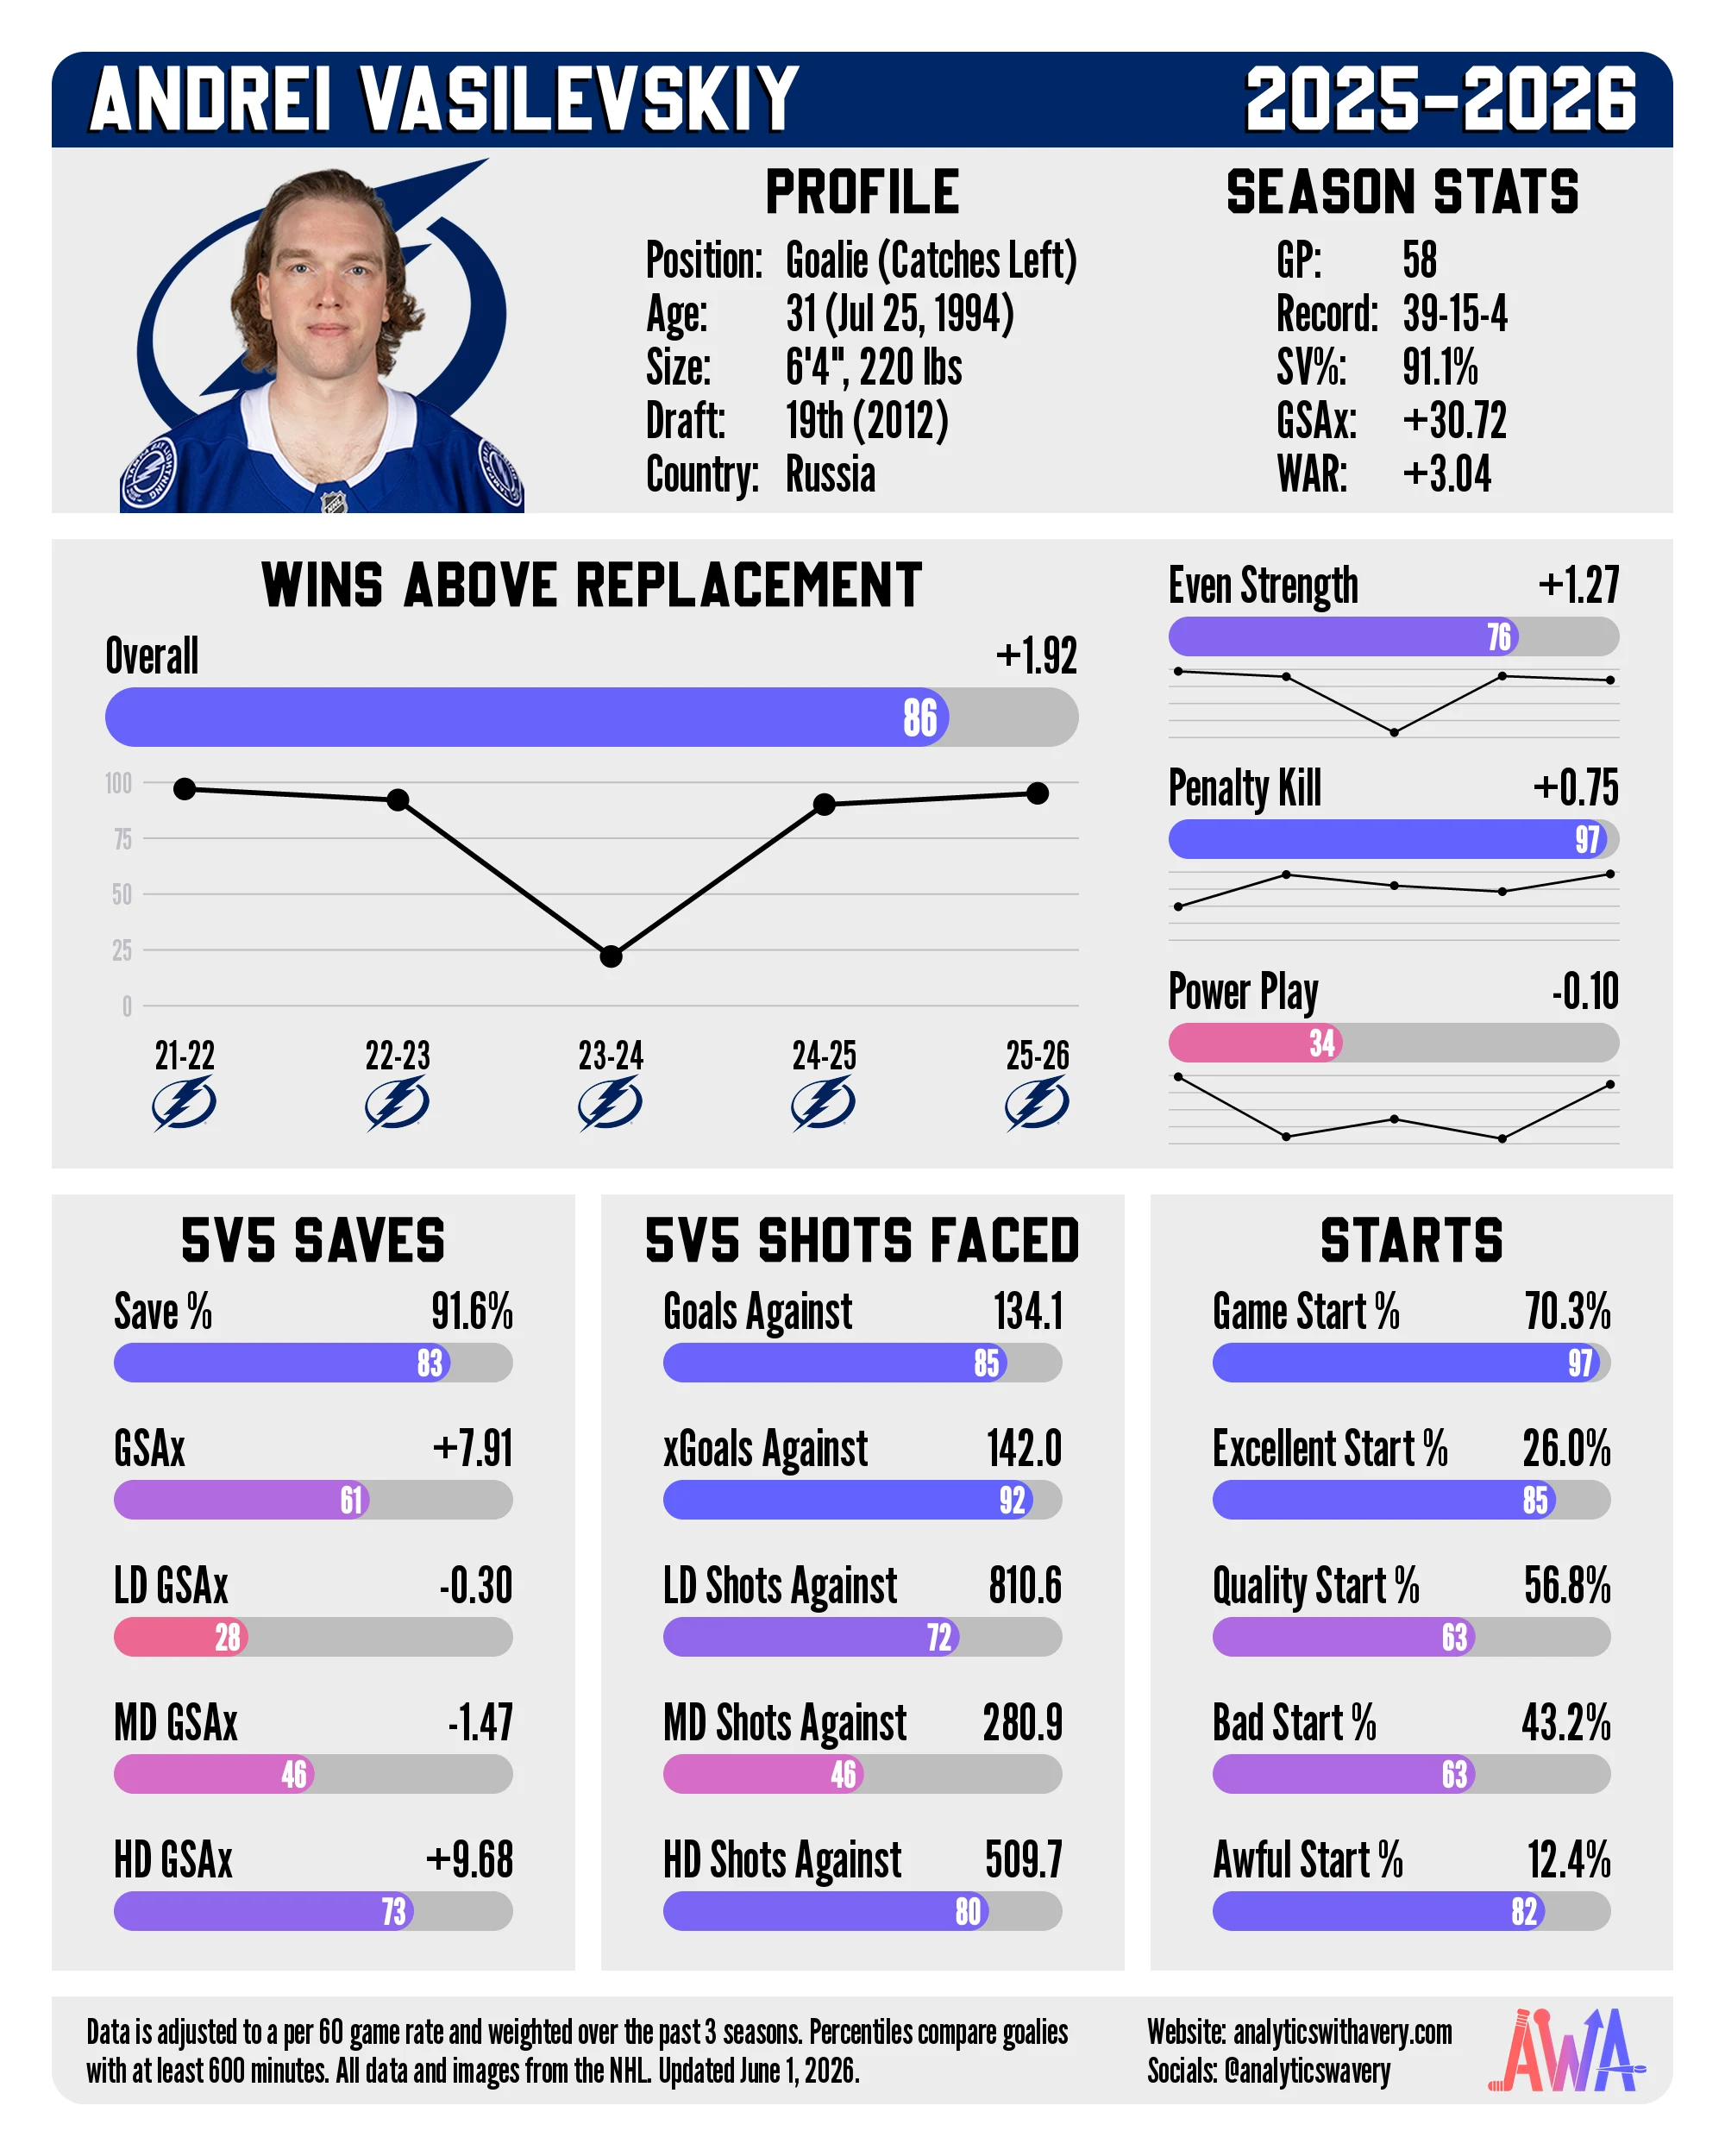 ANDREI VASILEVSKIY
2025-2026
PROFILE
Position: Goalie (Catches Left)
Age: 31 (Jul 25, 1994)
Size: 6'4", 220 lbs
Draft: 19th (2012)
Country: Russia
SEASON STATS
GP: 58
Record: 39-15-4
SV%: 91.1%
GSAx: +30.72
WAR: +3.04
WINS ABOVE REPLACEMENT
Overall +1.92
86
100
75
50
25
0
21-22 22-23 23-24 24-25 25-26
Even Strength +1.27
76
Penalty Kill +0.75
97
Power Play -0.10
34
5V5 SAVES
Save % 91.6%
83
GSAx +7.91
61
LD GSAx -0.30
28
MD GSAx -1.47
46
HD GSAx +9.68
73
5V5 SHOTS FACED
Goals Against 134.1
85
xGoals Against 142.0
92
LD Shots Against 810.6
72
MD Shots Against 280.9
46
HD Shots Against 509.7
80
STARTS
Game Start % 70.3%
97
Excellent Start % 26.0%
85
Quality Start % 56.8%
63
Bad Start % 43.2%
63
Awful Start % 12.4%
82
Data is adjusted to a per 60 game rate and weighted over the past 3 seasons. Percentiles compare goalies
with at least 600 minutes. All data and images from the NHL. Updated June 1, 2026.
Website: analyticswithavery.com
Socials: @analyticswavery
AWA